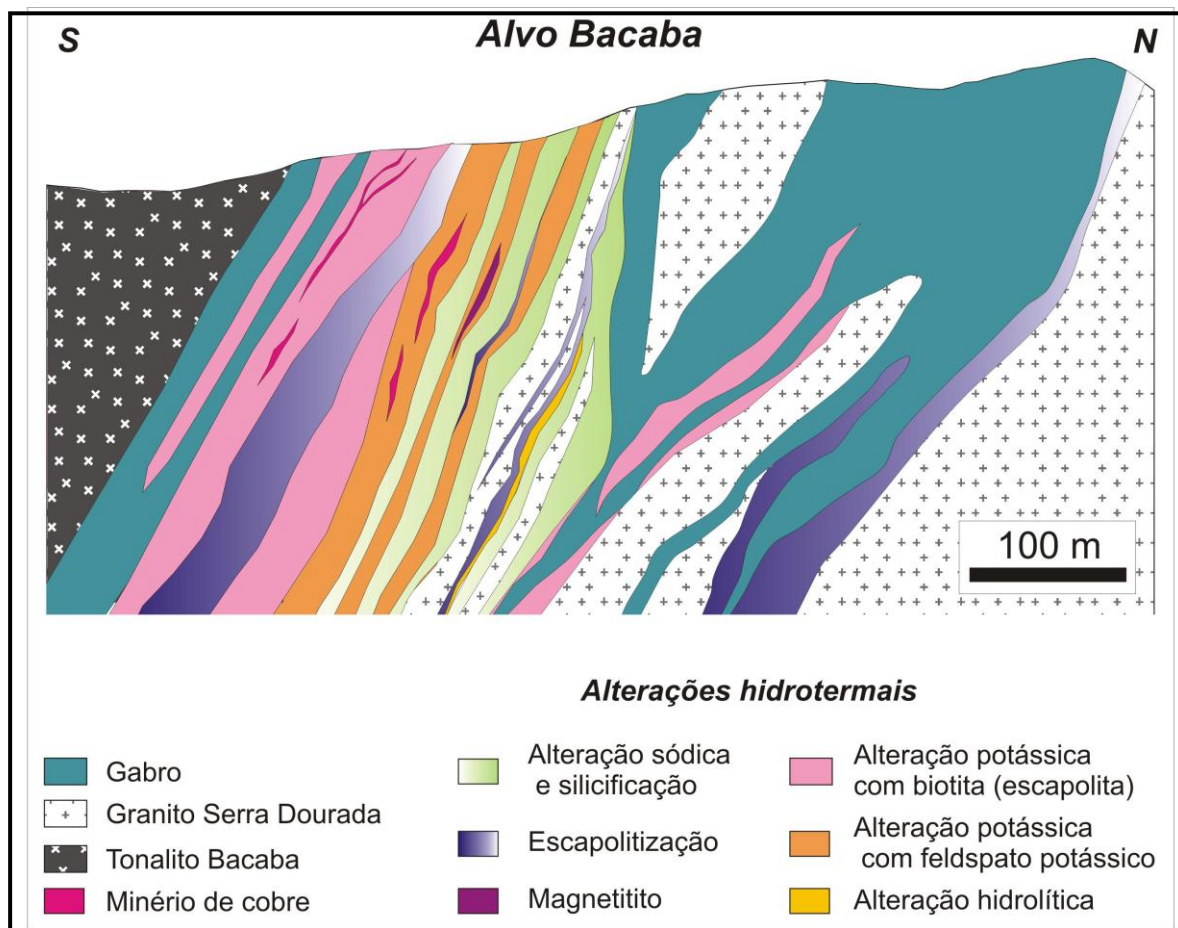 Alvo Bacaba
S
N
100 m
Alterações hidrotermais
Gabro
Granito Serra Dourada
Tonalito Bacaba
Minério de cobre
Alteração sódica
e silicificação
Escapolitização
Magnetitito
Alteração potássica
com biotita (escapolita)
Alteração potássica
com feldspato potássico
Alteração hidrolítica